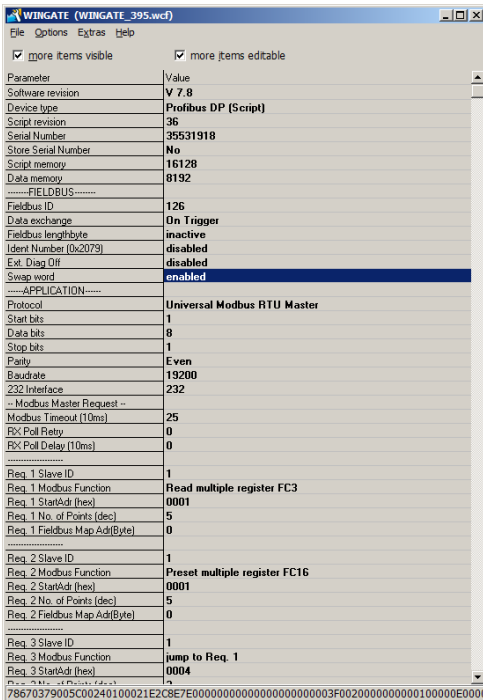 WINGATE (WINGATE_395.wcf)
File Options Extras Help
more items visible more items editable
Parameter Value
Software revision V 7.8
Device type Profibus DP (Script)
Script revision 36
Serial Number 35531918
Store Serial Number No
Script memory 16128
Data memory 8192
--------FIELDBUS--------
Fieldbus ID 126
Data exchange On Trigger
Fieldbus lengthbyte inactive
Ident Number (0x2079) disabled
Ext. Diag Off disabled
Swap word enabled
------APPLICATION------
Protocol Universal Modbus RTU Master
Start bits 1
Data bits 8
Stop bits 1
Parity Even
Baudrate 19200
232 Interface 232
-- Modbus Master Request --
Modbus Timeout (10ms) 25
RX Poll Retry 0
RX Poll Delay (10ms) 0
---------------------
Req. 1 Slave ID 1
Req. 1 Modbus Function Read multiple register FC3
Req. 1 StartAdr (hex) 0001
Req. 1 No. of Points (dec) 5
Req. 1 Fieldbus Map Adr(Byte) 0
---------------------
Req. 2 Slave ID 1
Req. 2 Modbus Function Preset multiple register FC16
Req. 2 StartAdr (hex) 0001
Req. 2 No. of Points (dec) 5
Req. 2 Fieldbus Map Adr(Byte) 0
---------------------
Req. 3 Slave ID 1
Req. 3 Modbus Function jump to Req. 1
Req. 3 StartAdr (hex) 0004